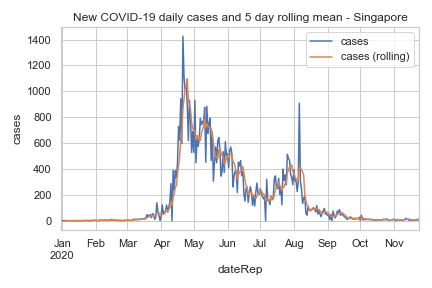 New COVID-19 daily cases and 5 day rolling mean - Singapore
cases
cases (rolling)
1400
1200
1000
800
600
400
200
0
cases
Jan Feb Mar Apr May Jun Jul Aug Sep Oct Nov
2020
dateRep